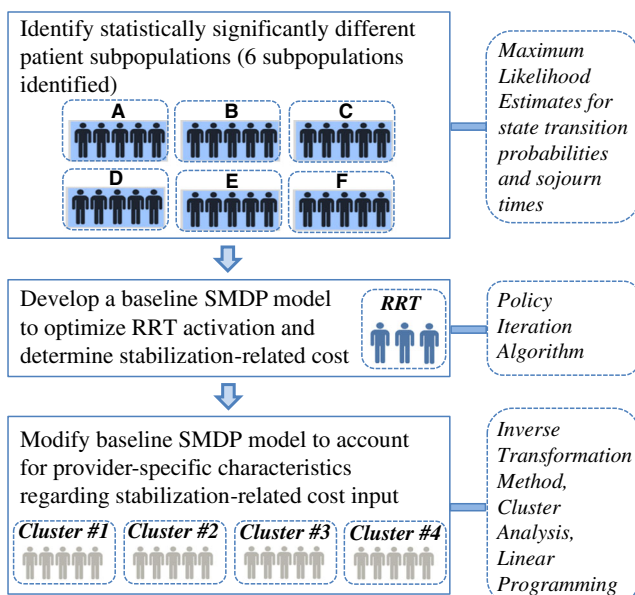 Identify statistically significantly different
patient subpopulations (6 subpopulations
identified)
A B C
D E F
Maximum
Likelihood
Estimates for
state transition
probabilities
and sojourn
times
Develop a baseline SMDP model
to optimize RRT activation and
determine stabilization-related cost
RRT
Policy
Iteration
Algorithm
Modify baseline SMDP model to account
for provider-specific characteristics
regarding stabilization-related cost input
Cluster #1 Cluster #2 Cluster #3 Cluster #4
Inverse
Transformation
Method,
Cluster
Analysis,
Linear
Programming